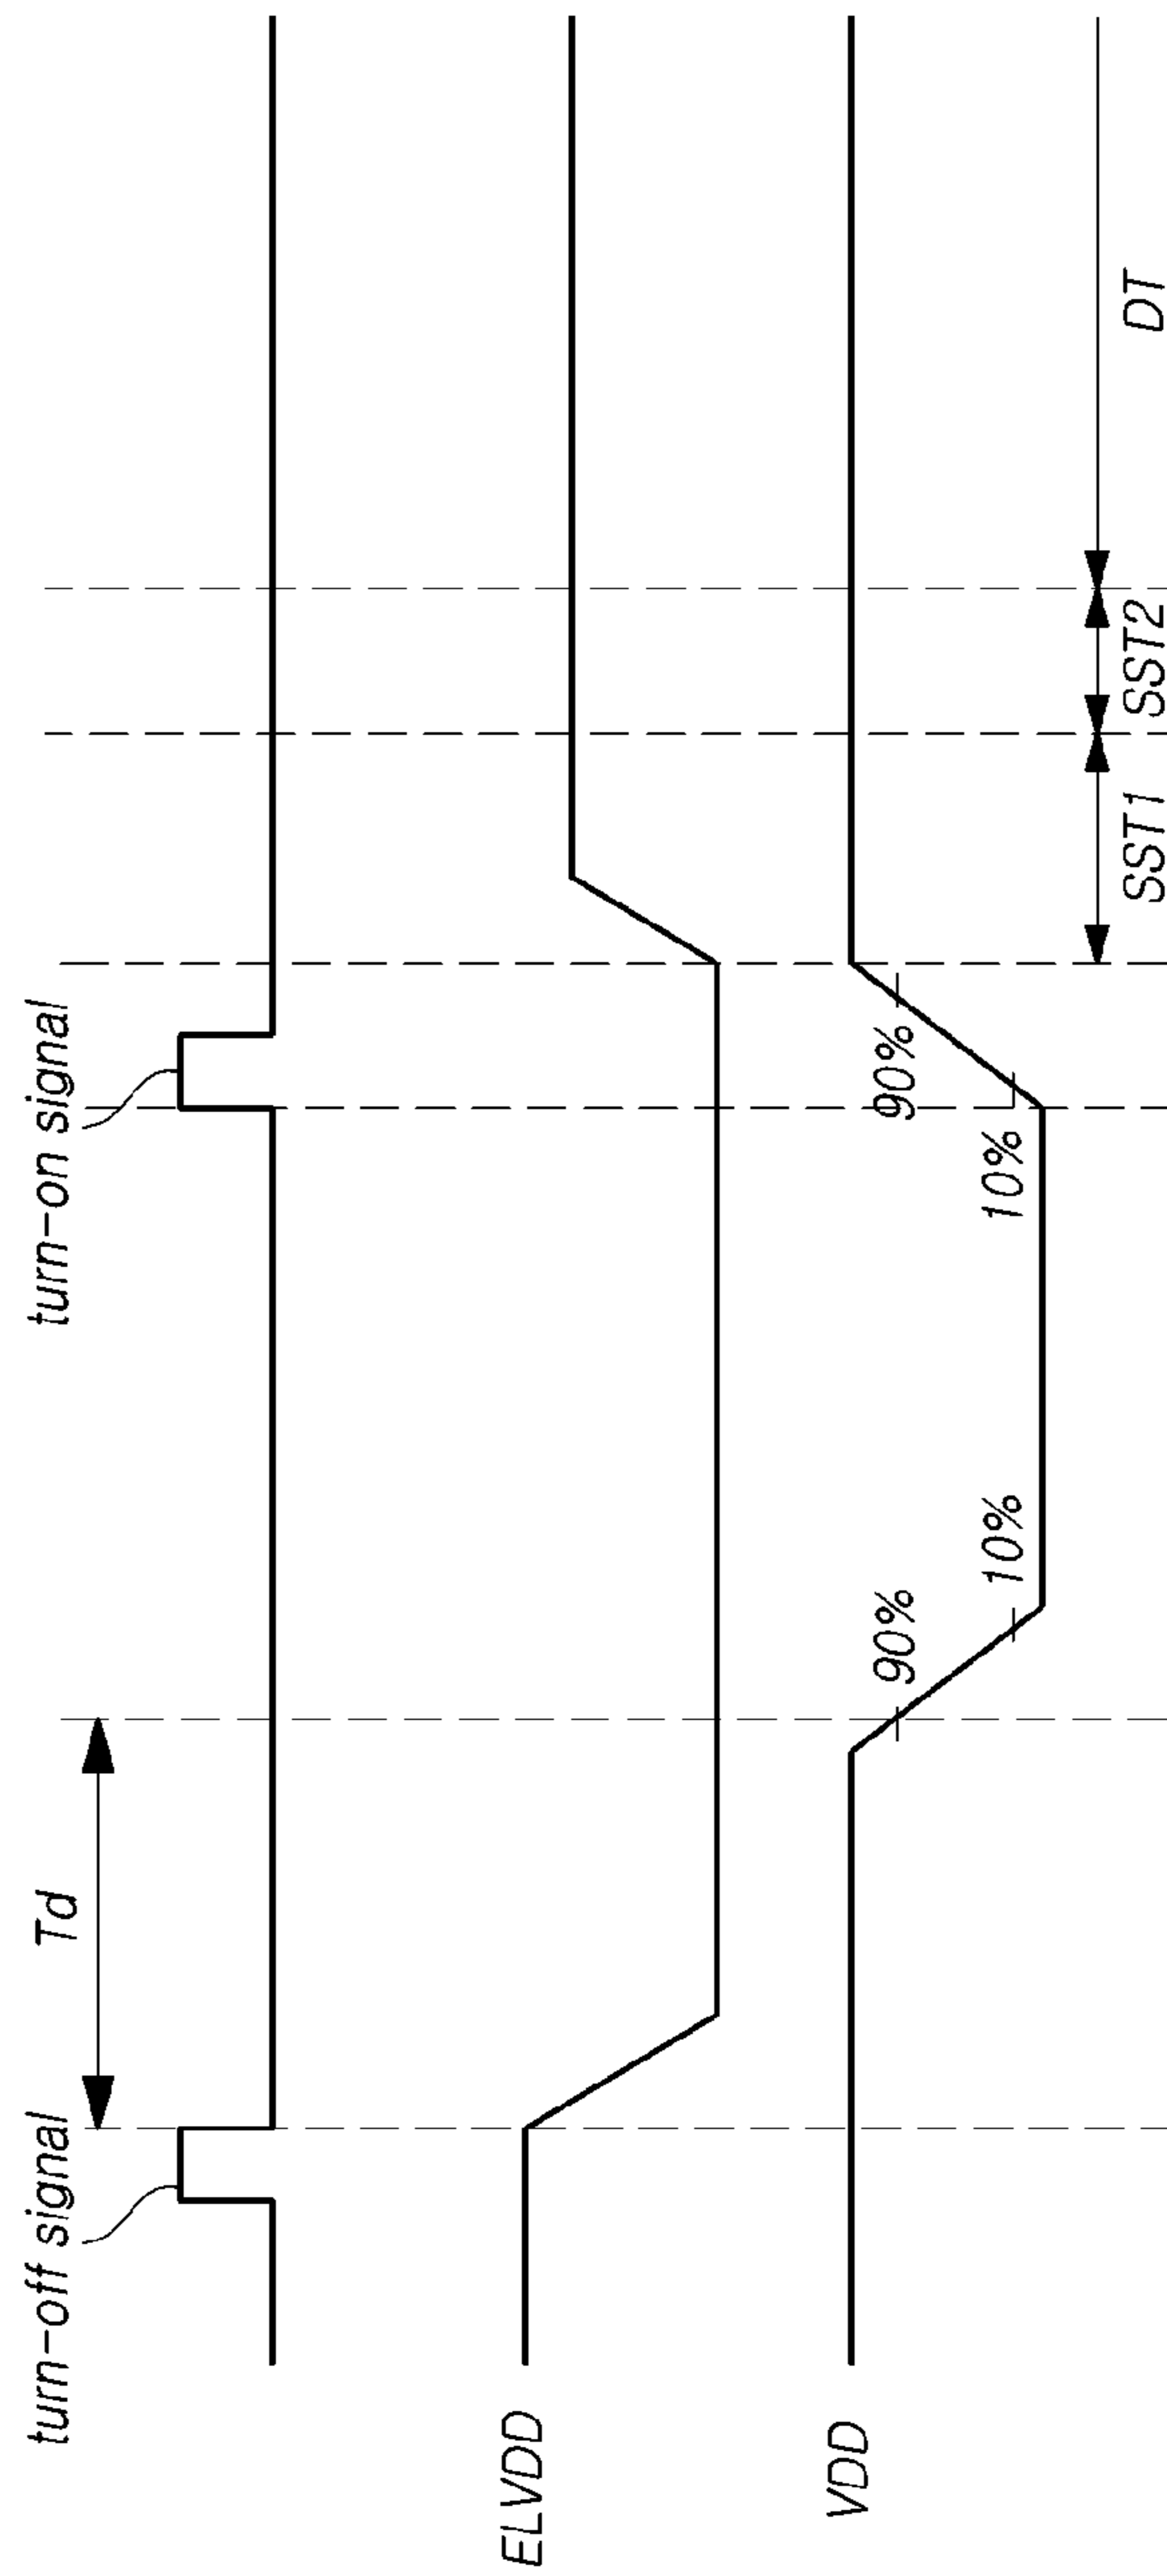 turn-off signal
Td
turn-on signal
ELVDD
VDD
90%
10%
10%
90%
SST1
SST2
DT